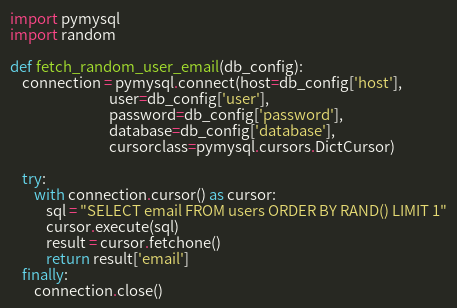 import pymysql
import random

def fetch_random_user_email(db_config):
    connection = pymysql.connect(host=db_config['host'],
                                 user=db_config['user'],
                                 password=db_config['password'],
                                 database=db_config['database'],
                                 cursorclass=pymysql.cursors.DictCursor)

    try:
        with connection.cursor() as cursor:
            sql = "SELECT email FROM users ORDER BY RAND() LIMIT 1"
            cursor.execute(sql)
            result = cursor.fetchone()
            return result['email']
    finally:
        connection.close()